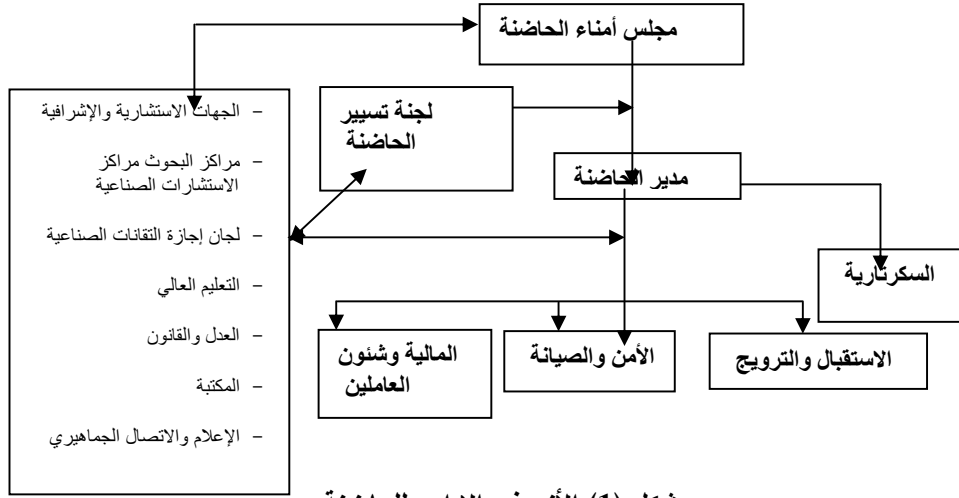 مجلس أمناء الحاضنة
لجنة تسيير
الحاضنة
مدير الحاضنة
السكرتارية
- الجهات الاستشارية والإشرافية
- مراكز البحوث مراكز
الاستشارات الصناعية
- لجان إجازة التقانات الصناعية
- التعليم العالي
- العدل والقانون
- المكتبة
- الإعلام والاتصال الجماهيري
الاستقبال والترويج
الأمن والصيانة
المالية وشئون
العاملين